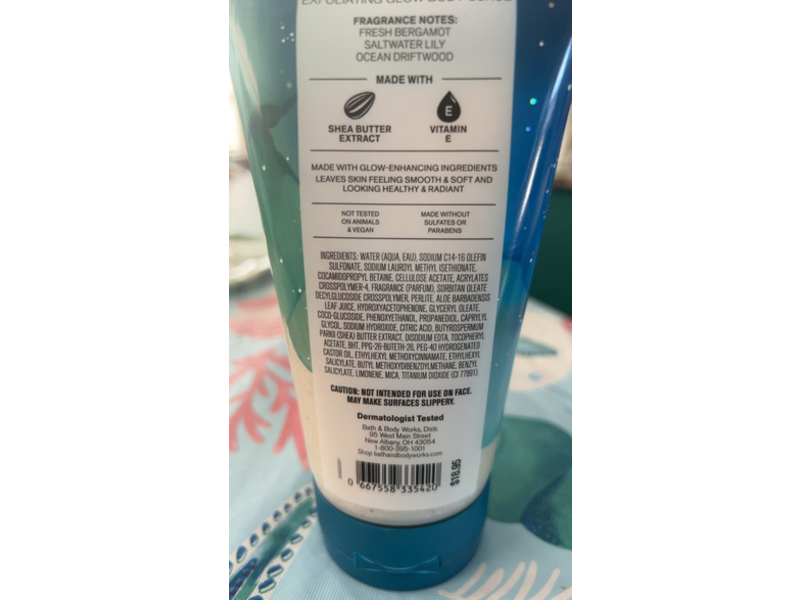 EXFOLIATING GLOW BODY SCRUB
FRAGRANCE NOTES:
FRESH BERGAMOT
SALTWATER LILY
OCEAN DRIFTWOOD
MADE WITH
E
SHEA BUTTER
EXTRACT
VITAMIN
E
MADE WITH GLOW-ENHANCING INGREDIENTS
LEAVES SKIN FEELING SMOOTH & SOFT AND
LOOKING HEALTHY & RADIANT
NOT TESTED
ON ANIMALS
& VEGAN
MADE WITHOUT
SULFATES OR
PARABENS
INGREDIENTS: WATER (AQUA, EAU), SODIUM C14-16 OLEFIN
SULFONATE, SODIUM LAUROYL METHYL ISETHIONATE,
COCAMIDOPROPYL BETAINE, CELLULOSE ACETATE, ACRYLATES
CROSSPOLYMER-4, FRAGRANCE (PARFUM), SORBITAN OLEATE
DECYLGLUCOSIDE CROSSPOLYMER, PERLITE, ALOE BARBADENSIS
LEAF JUICE, HYDROXYACETOPHENONE, GLYCERYL OLEATE,
COCO-GLUCOSIDE, PHENOXYETHANOL, PROPANEDIOL, CAPRYLYL
GLYCOL, SODIUM HYDROXIDE, CITRIC ACID, BUTYROSPERMUM
PARKII (SHEA) BUTTER EXTRACT, DISODIUM EDTA, TOCOPHERYL
ACETATE, BHT, PPG-26-BUTETH-26, PEG-40 HYDROGENATED
CASTOR OIL, ETHYLHEXYL METHOXYCINNAMATE, ETHYLHEXYL
SALICYLATE, BUTYL METHOXYDIBENZOYLMETHANE, BENZYL
SALICYLATE, LIMONENE, MICA, TITANIUM DIOXIDE (CI 77891).
CAUTION: NOT INTENDED FOR USE ON FACE.
MAY MAKE SURFACES SLIPPERY.
Dermatologist Tested
Bath & Body Works, Distr.
95 West Main Street
New Albany, OH 43054
1-800-395-1001
Shop bathandbodyworks.com
0 667558 335420
$18.95